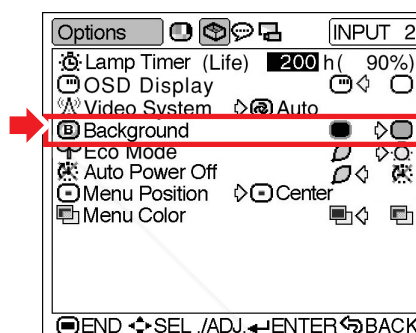 Options INPUT 2
Lamp Timer (Life) 200 h( 90%)
OSD Display
Video System Auto
B Background
Eco Mode
Auto Power Off
Menu Position Center
Menu Color
END SEL ./ADJ. ENTER BACK